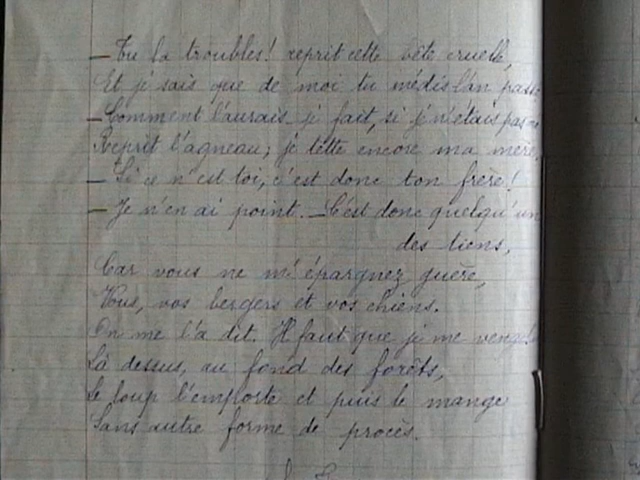 – Tu la troubles! reprit cette bête cruelle,
Et je sais que de moi tu médis l'an passé
– Comment l'aurais-je fait, si je n'étais pas né
Reprit l'agneau; je tette encore ma mère.
– Si ce n'est toi, c'est donc ton frère!
– Je n'en ai point. – C'est donc quelqu'un
des tiens,
Car vous ne m'épargnez guère,
Vous, vos bergers et vos chiens.
On me l'a dit. Il faut que je me venge!
Là dessus, au fond des forêts,
Le loup l'emporte et puis le mange
Sans autre forme de procès.